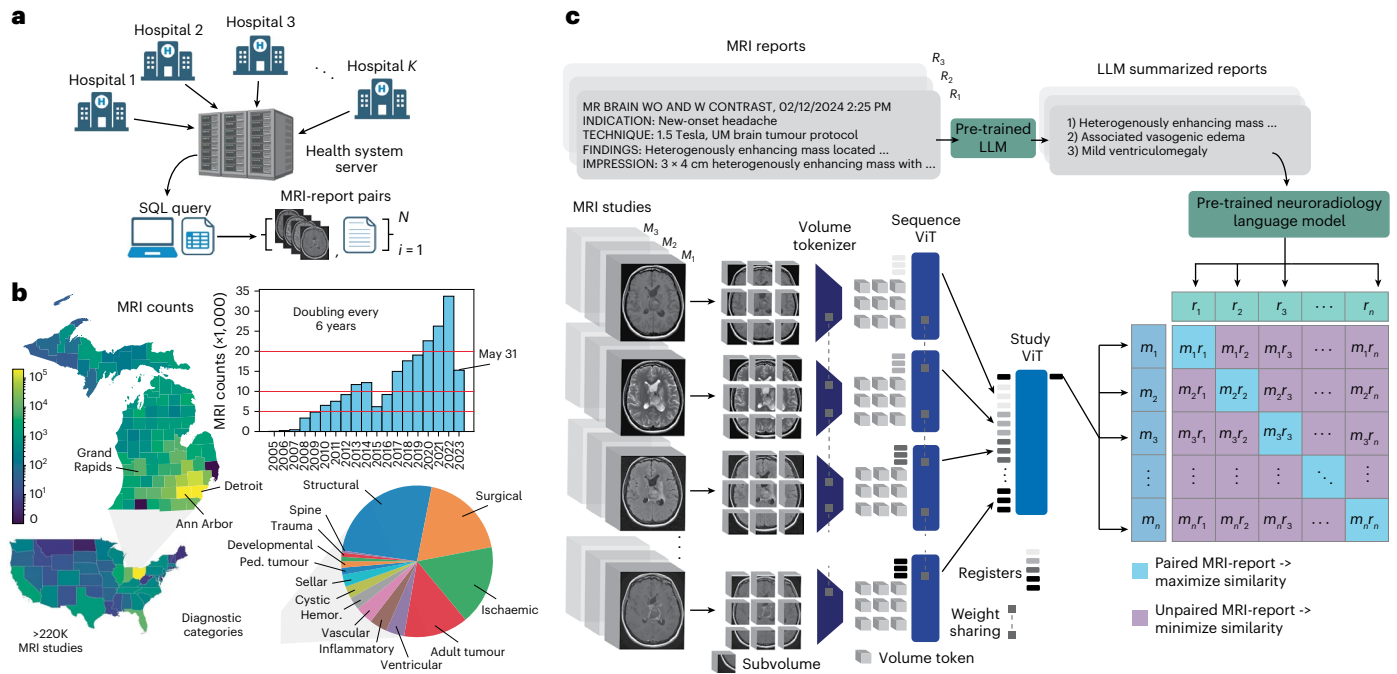 a
Hospital 1
Hospital 2
Hospital 3
. . .
Hospital K
H
H
H
H
Health system
server
SQL query
MRI-report pairs
,
N
i = 1
b
MRI counts
10⁵
10⁴
10³
10²
10¹
0
Grand
Rapids
Detroit
Ann Arbor
>220K
MRI studies
MRI counts (×1,000)
35
30
25
20
15
10
5
0
Doubling every
6 years
May 31
2005
2006
2007
2008
2009
2010
2011
2012
2013
2014
2015
2016
2017
2018
2019
2020
2021
2022
2023
Diagnostic
categories
Structural
Surgical
Ischaemic
Adult tumour
Ventricular
Inflammatory
Vascular
Hemor.
Cystic
Sellar
Ped. tumour
Developmental
Trauma
Spine
c
MRI reports
R₃
R₂
R₁
MR BRAIN WO AND W CONTRAST, 02/12/2024 2:25 PM
INDICATION: New-onset headache
TECHNIQUE: 1.5 Tesla, UM brain tumour protocol
FINDINGS: Heterogenously enhancing mass located ...
IMPRESSION: 3 × 4 cm heterogenously enhancing mass with ...
Pre-trained
LLM
LLM summarized reports
1) Heterogenously enhancing mass ...
2) Associated vasogenic edema
3) Mild ventriculomegaly
Pre-trained neuroradiology
language model
MRI studies
M₃
M₂
M₁
Volume
tokenizer
Sequence
ViT
Study
ViT
Registers
Weight
sharing
Subvolume
Volume token
r₁ r₂ r₃ · · · rₙ
m₁ m₁r₁ m₁r₂ m₁r₃ · · · m₁rₙ
m₂ m₂r₁ m₂r₂ m₂r₃ · · · m₂rₙ
m₃ m₃r₁ m₃r₂ m₃r₃ · · · m₃rₙ
⋮ ⋮ ⋮ ⋮ ⋱ ⋮
mₙ mₙr₁ mₙr₂ mₙr₃ · · · mₙrₙ
Paired MRI-report ->
maximize similarity
Unpaired MRI-report ->
minimize similarity